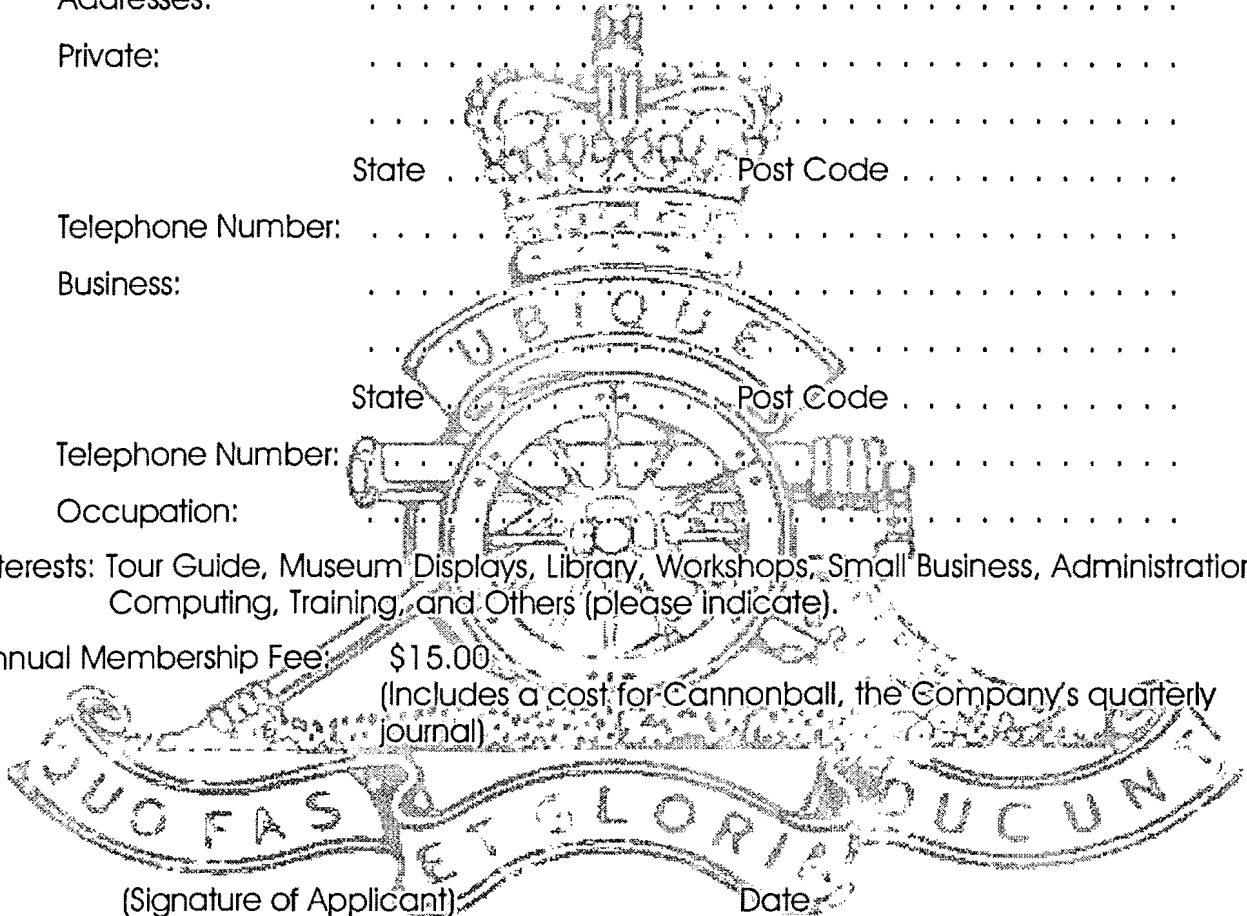 Addresses: . . . . . . . . . . . . . . . . . . . . . . . . . . . . . . .
Private: . . . . . . . . . . . . . . . . . . . . . . . . . . . . . . .
. . . . . . . . . . . . . . . . . . . . . . . . . . . . . . .
State . . . . . . . . . . . Post Code . . . . . . . . . . .
Telephone Number: . . . . . . . . . . . . . . . . . . . . . . . . . . . . . . .
Business: . . . . . . . . . . . . . . . . . . . . . . . . . . . . . . .
UBIQUE
. . . . . . . . . . . . . . . . . . . . . . . . . . . . . . .
State . . . . . . . . . . . Post Code . . . . . . . . . . .
Telephone Number: . . . . . . . . . . . . . . . . . . . . . . . . . . . . . . .
Occupation: . . . . . . . . . . . . . . . . . . . . . . . . . . . . . . .
terests: Tour Guide, Museum Displays, Library, Workshops, Small Business, Administration
Computing, Training, and Others (please indicate).
nnual Membership Fee: $15.00
(Includes a cost for Cannonball, the Company's quarterly
journal)
QUO FAS ET GLORIA DUCUNT
(Signature of Applicant) Date